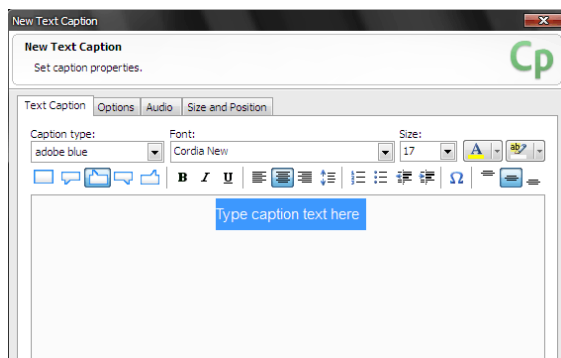 New Text Caption
New Text Caption
Set caption properties.
Cp
Text Caption Options Audio Size and Position
Caption type: Font: Size:
adobe blue Cordia New 17 A ab
B I U Ω
Type caption text here